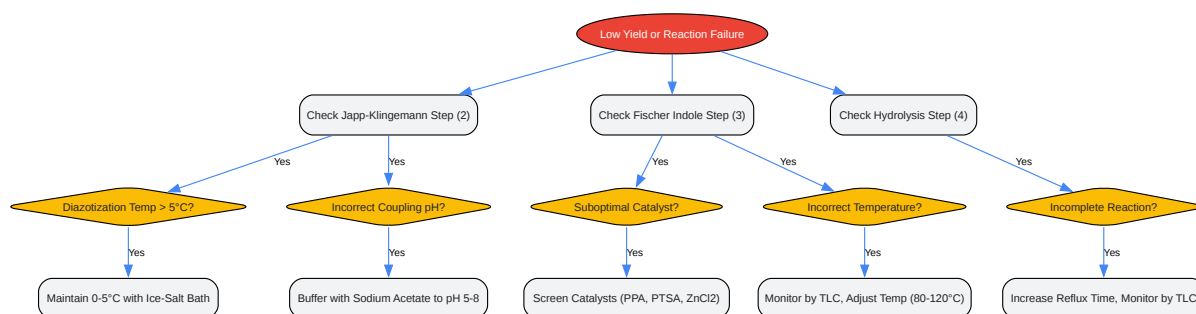 Low Yield or Reaction Failure
Check Japp-Klingemann Step (2)
Check Fischer Indole Step (3)
Check Hydrolysis Step (4)
Yes
Yes
Yes
Yes
Yes
Diazotization Temp > 5°C?
Incorrect Coupling pH?
Suboptimal Catalyst?
Incorrect Temperature?
Incomplete Reaction?
Yes
Yes
Yes
Yes
Yes
Maintain 0-5°C with Ice-Salt Bath
Buffer with Sodium Acetate to pH 5-8
Screen Catalysts (PPA, PTSA, ZnCl2)
Monitor by TLC, Adjust Temp (80-120°C)
Increase Reflux Time, Monitor by TLC